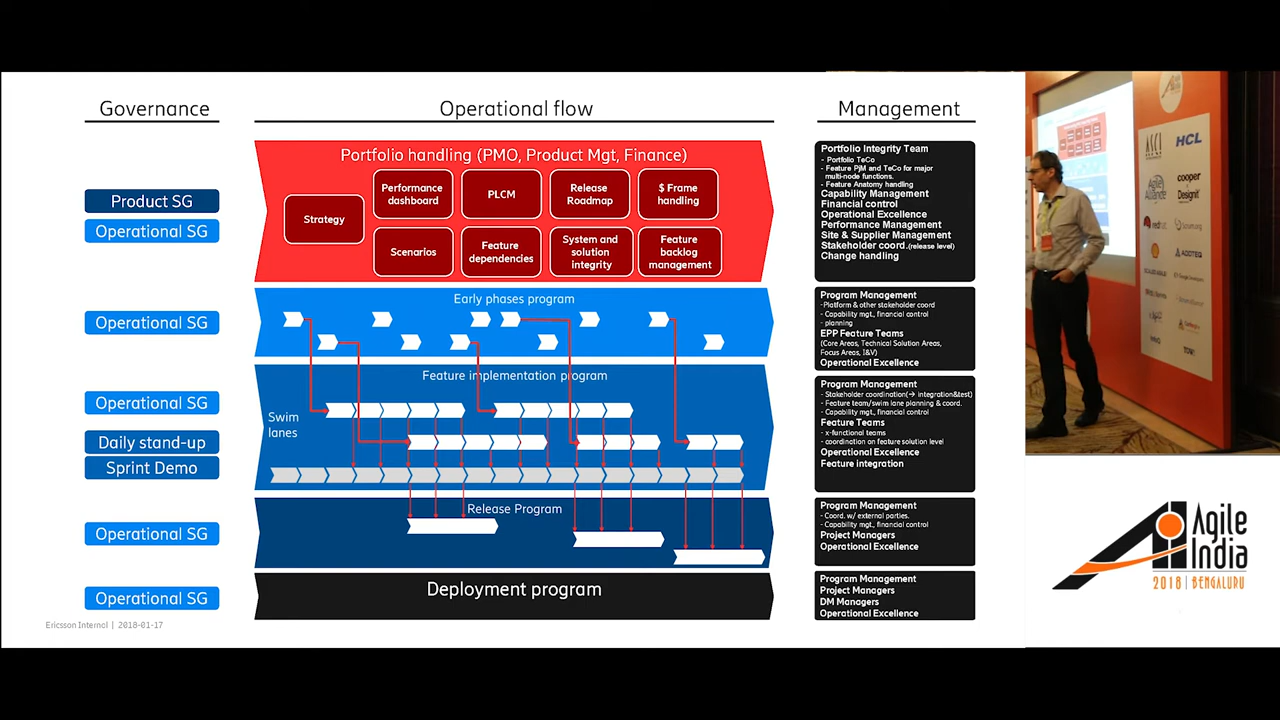 Governance
Operational flow
Management
Product SG
Operational SG
Operational SG
Operational SG
Daily stand-up
Sprint Demo
Operational SG
Operational SG
Portfolio handling (PMO, Product Mgt, Finance)
Strategy
Performance
dashboard
PLCM
Release
Roadmap
$ Frame
handling
Scenarios
Feature
dependencies
System and
solution
integrity
Feature
backlog
management
Early phases program
Feature implementation program
Swim
lanes
Release Program
Deployment program
Portfolio Integrity Team
- Portfolio TeCo
- Feature PjM and TeCo for major
multi-node functions.
- Feature Anatomy handling
Capability Management
Financial control
Operational Excellence
Performance Management
Site & Supplier Management
Stakeholder coord.(release level)
Change handling
Program Management
- Platform & other stakeholder coord
- Capability mgt., financial control
- planning
EPP Feature Teams
(Core Areas, Technical Solution Areas,
Focus Areas, I&V)
Operational Excellence
Program Management
- Stakeholder coordination(→ integration&test)
- Feature team/swim lane planning & coord.
- Capability mgt., financial control
Feature Teams
- x-functional teams
- coordination on feature solution level
Operational Excellence
Feature integration
Program Management
- Coord. w/ external parties.
- Capability mgt., financial control
Project Managers
Operational Excellence
Program Management
Project Managers
DM Managers
Operational Excellence
Ericsson Internal | 2018-01-17
HCL
cooper
Designit
Agile
Alliance
Agile
India
2018 | BENGALURU